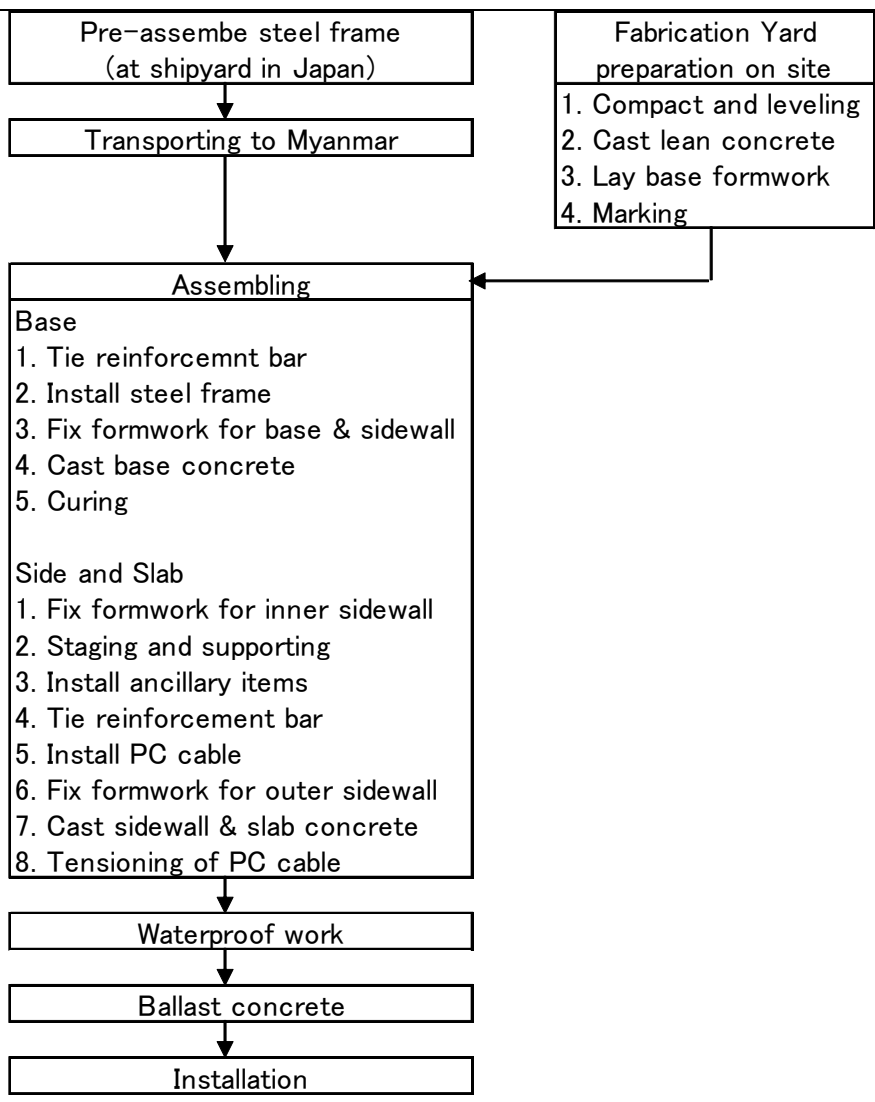 Pre-assembe steel frame
(at shipyard in Japan)
Transporting to Myanmar
Fabrication Yard
preparation on site
1. Compact and leveling
2. Cast lean concrete
3. Lay base formwork
4. Marking
Assembling
Base
1. Tie reinforcemnt bar
2. Install steel frame
3. Fix formwork for base & sidewall
4. Cast base concrete
5. Curing
Side and Slab
1. Fix formwork for inner sidewall
2. Staging and supporting
3. Install ancillary items
4. Tie reinforcement bar
5. Install PC cable
6. Fix formwork for outer sidewall
7. Cast sidewall & slab concrete
8. Tensioning of PC cable
Waterproof work
Ballast concrete
Installation